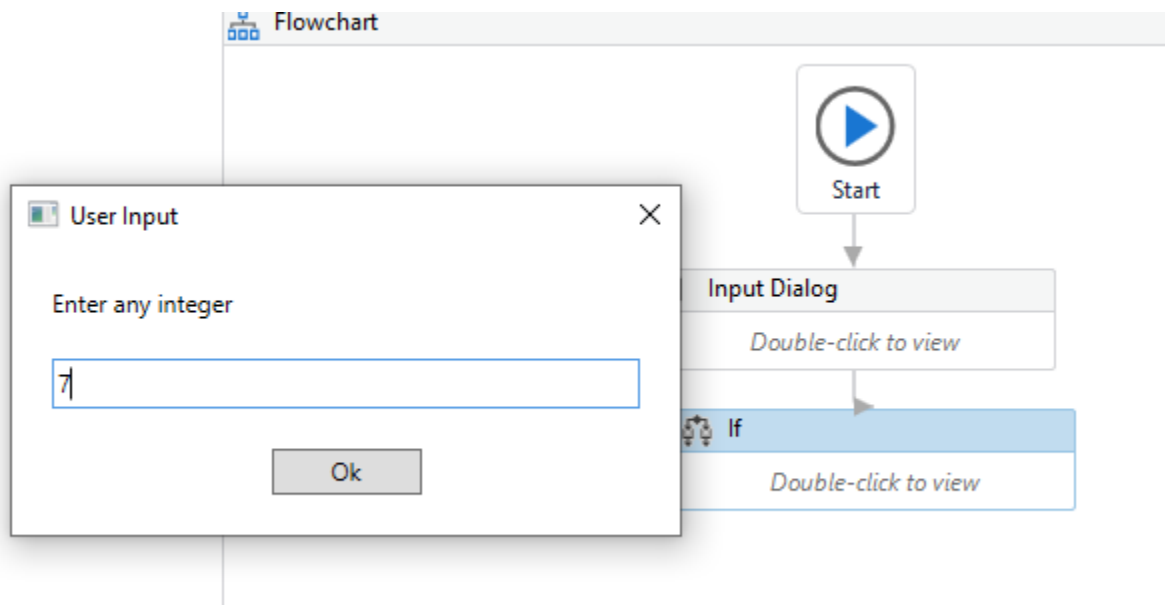 Flowchart
Start
User Input
Enter any integer
7
Ok
Input Dialog
Double-click to view
If
Double-click to view